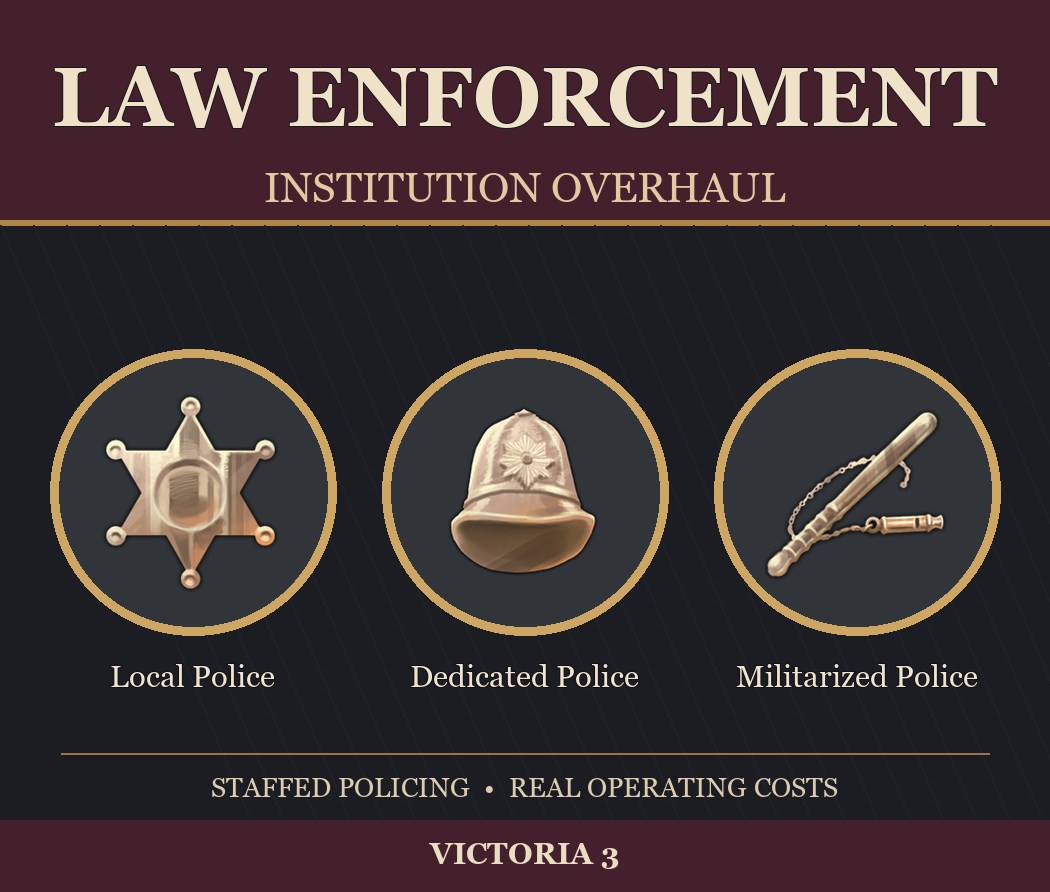 LAW ENFORCEMENT
INSTITUTION OVERHAUL
Local Police
Dedicated Police
Militarized Police
STAFFED POLICING • REAL OPERATING COSTS
VICTORIA 3